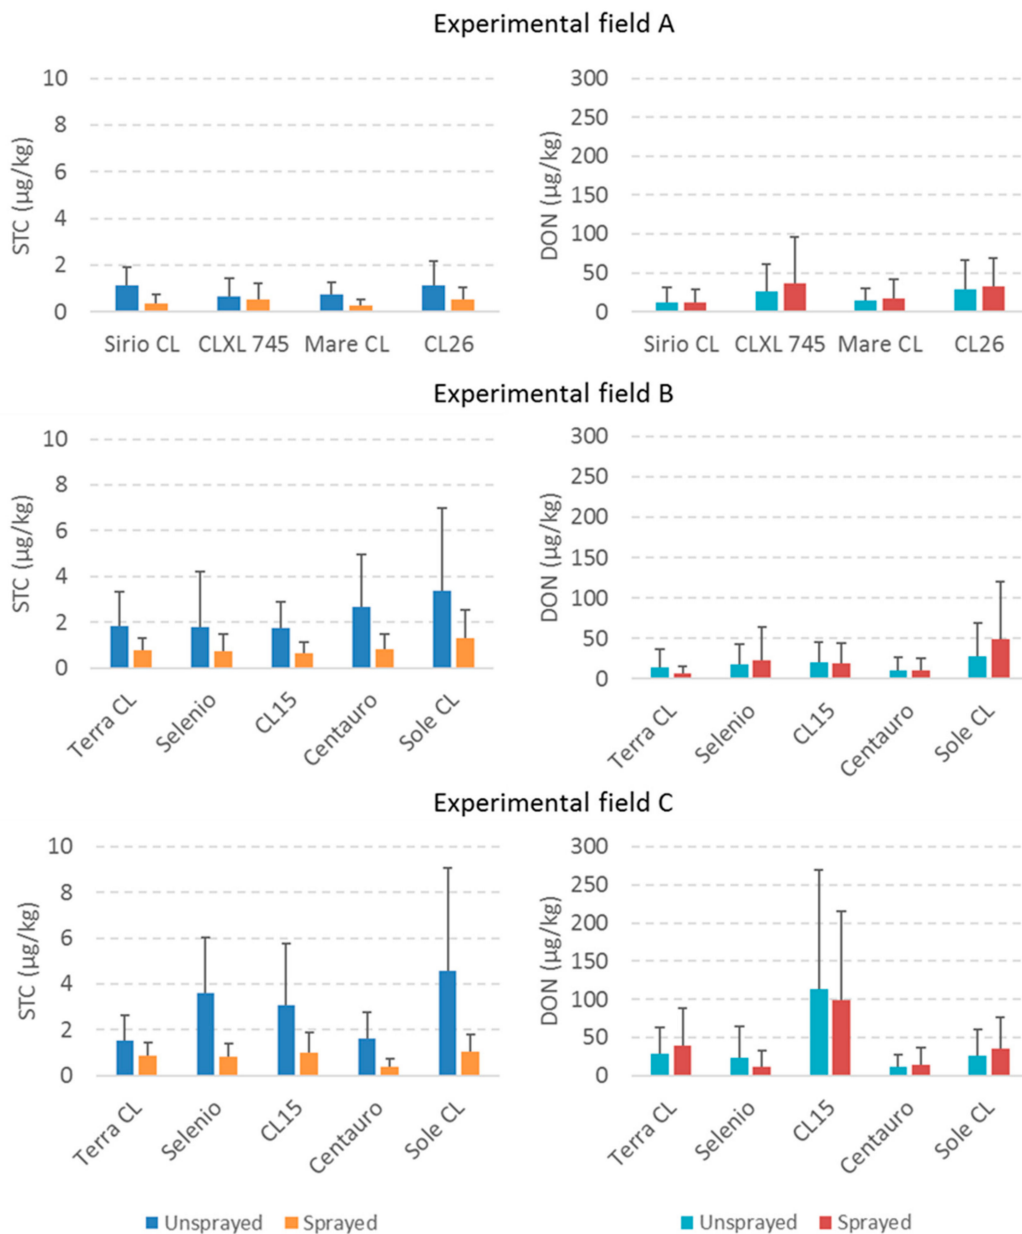 Experimental field A
STC (µg/kg)
10
8
6
4
2
0
Sirio CL CLXL 745 Mare CL CL26
DON (µg/kg)
300
250
200
150
100
50
0
Sirio CL CLXL 745 Mare CL CL26
Experimental field B
STC (µg/kg)
10
8
6
4
2
0
Terra CL Selenio CL15 Centauro Sole CL
DON (µg/kg)
300
250
200
150
100
50
0
Terra CL Selenio CL15 Centauro Sole CL
Experimental field C
STC (µg/kg)
10
8
6
4
2
0
Terra CL Selenio CL15 Centauro Sole CL
DON (µg/kg)
300
250
200
150
100
50
0
Terra CL Selenio CL15 Centauro Sole CL
Unsprayed Sprayed
Unsprayed Sprayed